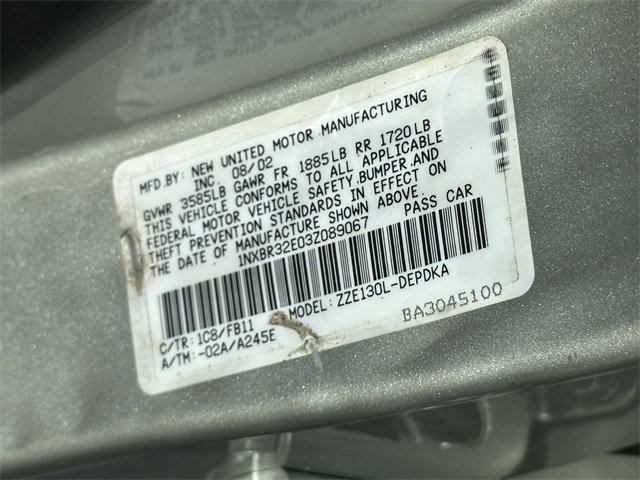 MFD. BY: NEW UNITED MOTOR MANUFACTURING
INC 08/02
GVWR 3585LB GAWR FR 1885LB RR 1720LB
THIS VEHICLE CONFORMS TO ALL APPLICABLE
FEDERAL MOTOR VEHICLE SAFETY,BUMPER,AND
THEFT PREVENTION STANDARDS IN EFFECT ON
THE DATE OF MANUFACTURE SHOWN ABOVE.
1NXBR32E03Z089067 PASS CAR
C/TR: 1C8/FB11 MODEL: ZZE130L-DEPDKA
A/TM: -02A/A245E BA3045100